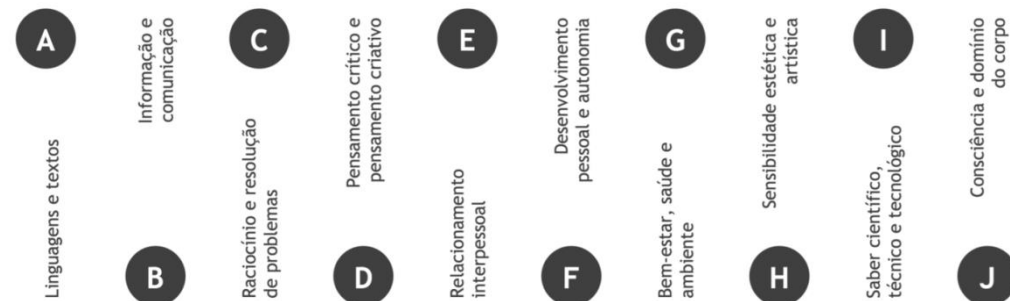 A
Linguagens e textos
Informação e
comunicação
B
C
Raciocínio e resolução
de problemas
Pensamento crítico e
pensamento criativo
D
E
Relacionamento
interpessoal
Desenvolvimento
pessoal e autonomia
F
G
Bem-estar, saúde e
ambiente
Sensibilidade estética e
artística
H
I
Saber científico,
técnico e tecnológico
Consciência e domínio
do corpo
J